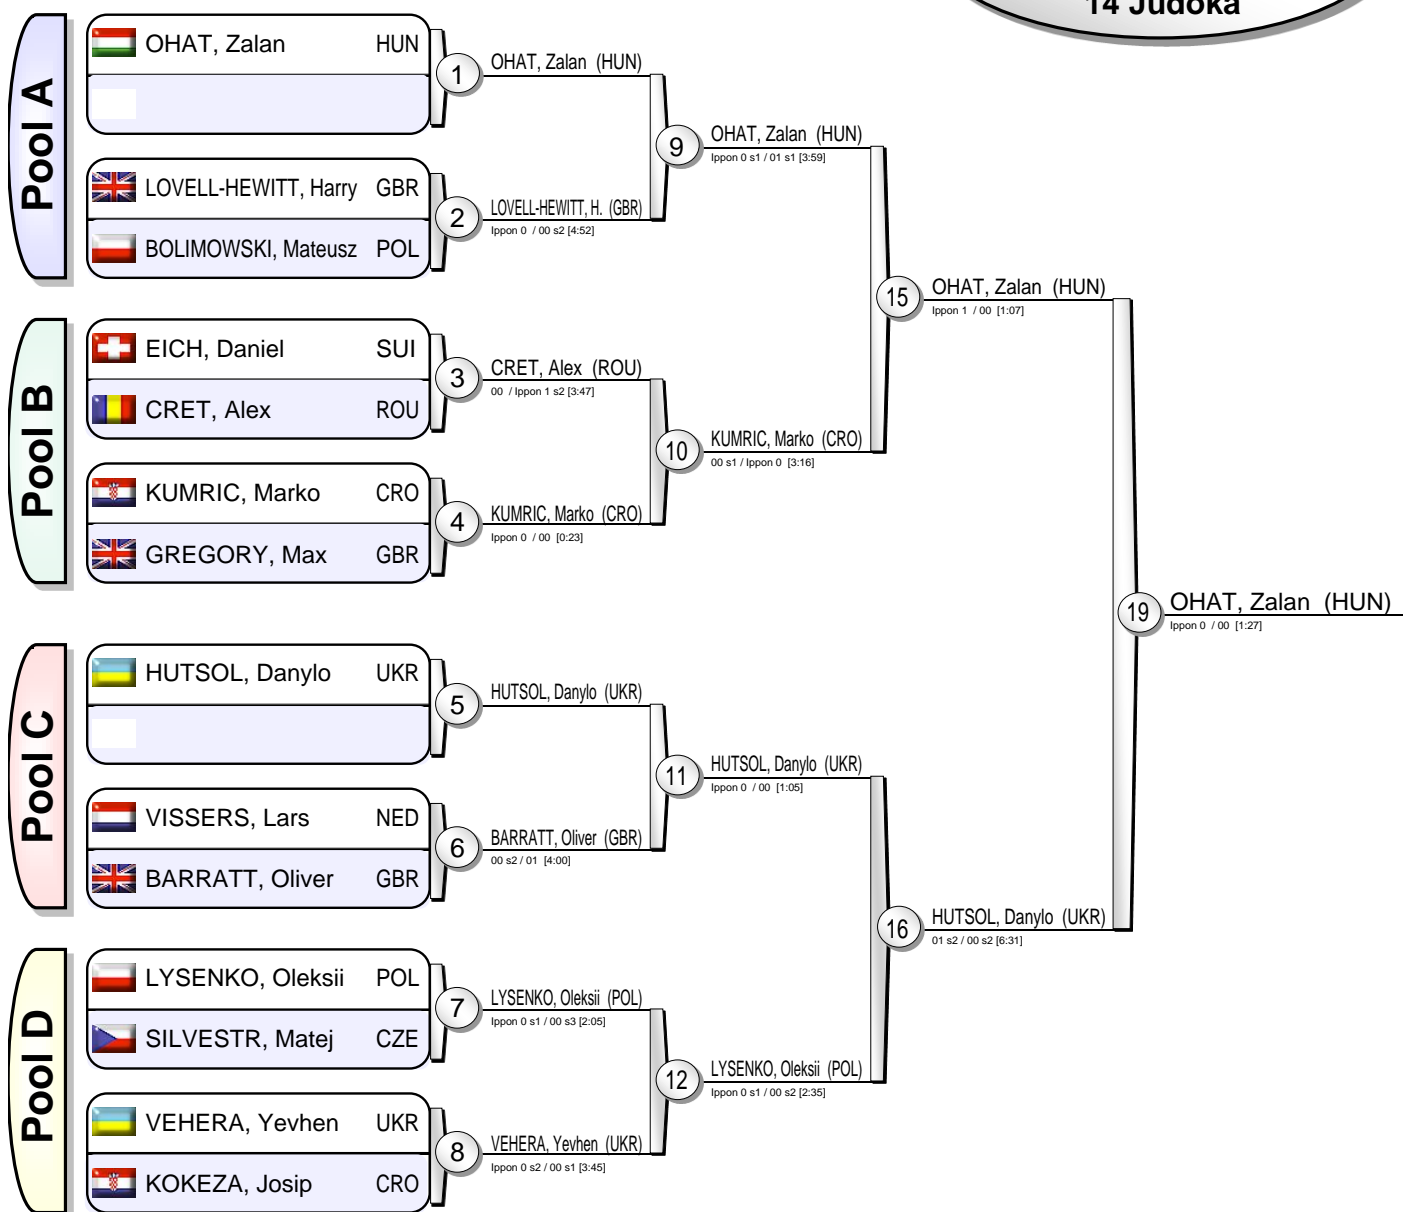 14 Judoka
Pool A
OHAT, Zalan HUN
LOVELL-HEWITT, Harry GBR
BOLIMOWSKI, Mateusz POL
1
OHAT, Zalan (HUN)
2
LOVELL-HEWITT, H. (GBR)
Ippon 0 / 00 s2 [4:52]
9
OHAT, Zalan (HUN)
Ippon 0 s1 / 01 s1 [3:59]
Pool B
EICH, Daniel SUI
CRET, Alex ROU
KUMRIC, Marko CRO
GREGORY, Max GBR
3
CRET, Alex (ROU)
00 / Ippon 1 s2 [3:47]
4
KUMRIC, Marko (CRO)
Ippon 0 / 00 [0:23]
10
KUMRIC, Marko (CRO)
00 s1 / Ippon 0 [3:16]
15
OHAT, Zalan (HUN)
Ippon 1 / 00 [1:07]
Pool C
HUTSOL, Danylo UKR
VISSERS, Lars NED
BARRATT, Oliver GBR
5
HUTSOL, Danylo (UKR)
6
BARRATT, Oliver (GBR)
00 s2 / 01 [4:00]
11
HUTSOL, Danylo (UKR)
Ippon 0 / 00 [1:05]
Pool D
LYSENKO, Oleksii POL
SILVESTR, Matej CZE
VEHERA, Yevhen UKR
KOKEZA, Josip CRO
7
LYSENKO, Oleksii (POL)
Ippon 0 s1 / 00 s3 [2:05]
8
VEHERA, Yevhen (UKR)
Ippon 0 s2 / 00 s1 [3:45]
12
LYSENKO, Oleksii (POL)
Ippon 0 s1 / 00 s2 [2:35]
16
HUTSOL, Danylo (UKR)
01 s2 / 00 s2 [6:31]
19
OHAT, Zalan (HUN)
Ippon 0 / 00 [1:27]